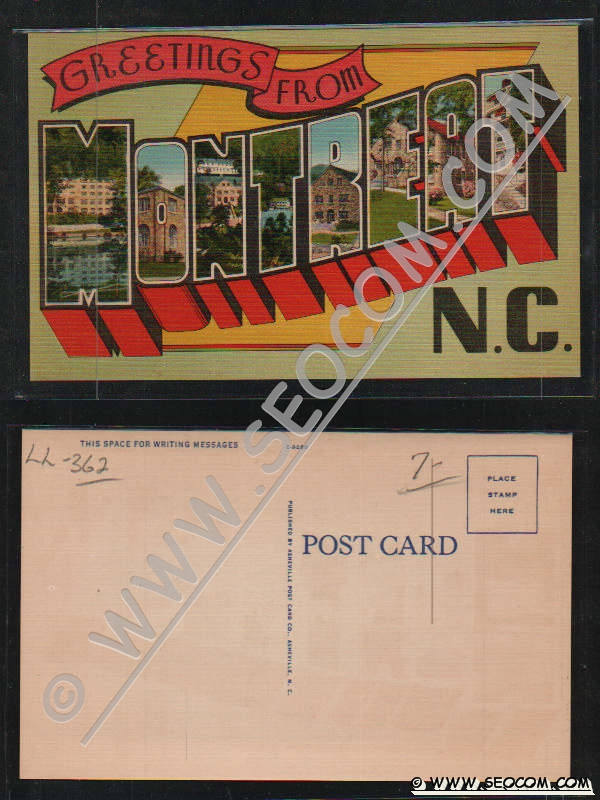 GREETINGS FROM
MONTREAT
N.C.
© WWW.SEOCOM.COM
THIS SPACE FOR WRITING MESSAGES
LL-362
7-
PLACE
STAMP
HERE
POST CARD
PUBLISHED BY ASHEVILLE POST CARD CO., ASHEVILLE, N. C.
© WWW.SEOCOM.COM